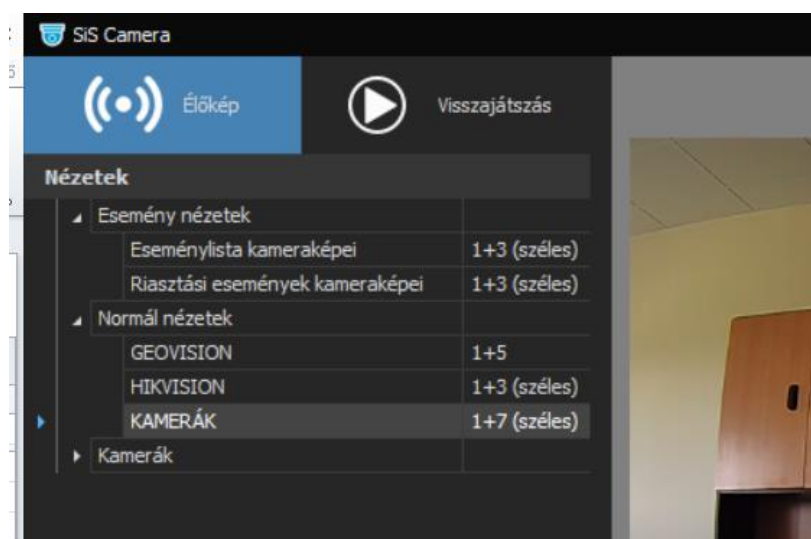 SiS Camera
Élőkép
Visszajátszás
Nézetek
Esemény nézetek
Eseménylista kameraképei 1+3 (széles)
Riasztási események kameraképei 1+3 (széles)
Normál nézetek
GEOVISION 1+5
HIKVISION 1+3 (széles)
KAMERÁK 1+7 (széles)
Kamerák